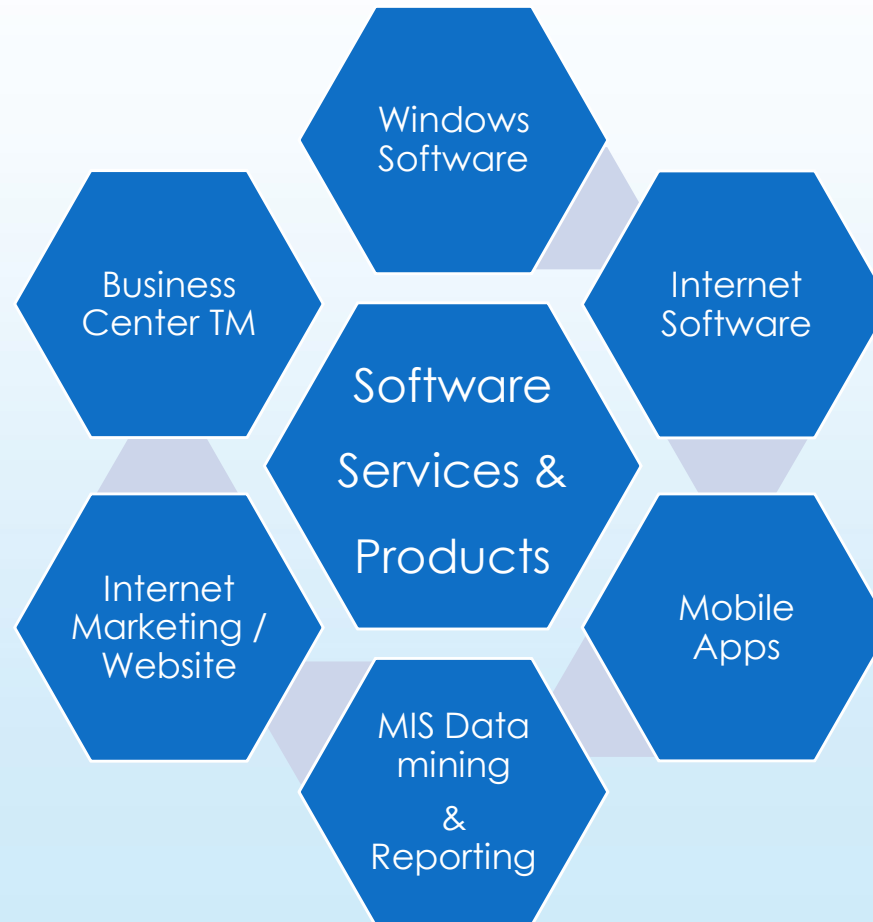 Windows
Software
Business
Center TM
Internet
Software
Software
Services &
Products
Internet
Marketing /
Website
Mobile
Apps
MIS Data
mining
&
Reporting